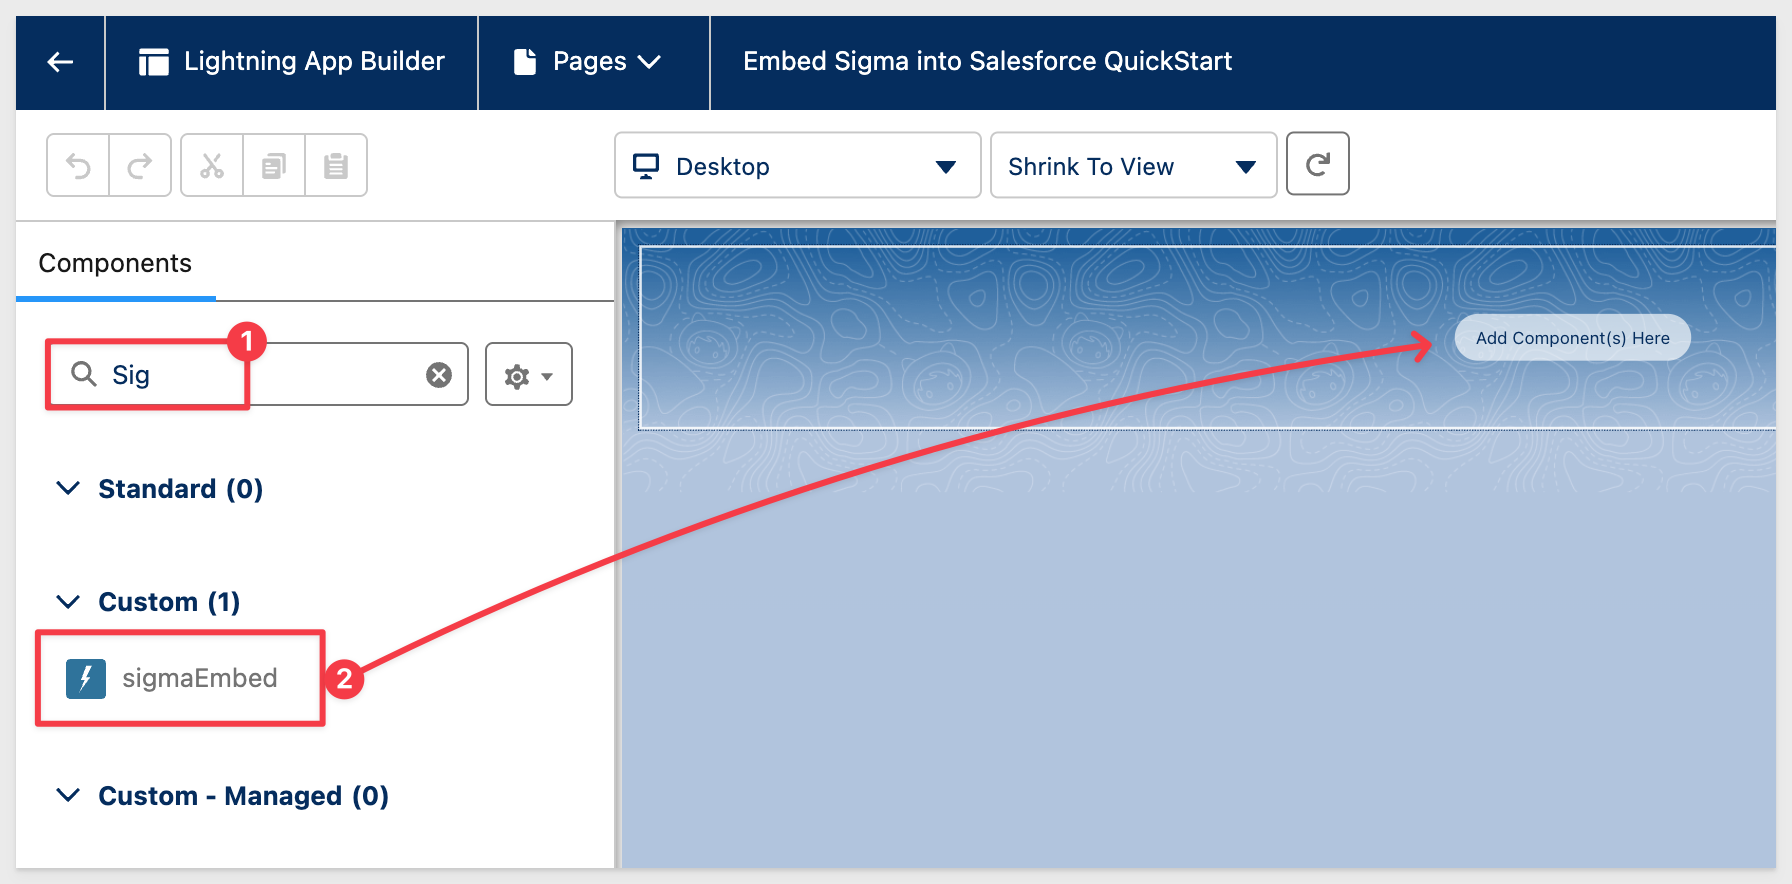 Lightning App Builder
Pages
Embed Sigma into Salesforce QuickStart
Desktop
Shrink To View
Components
1
Sig
Add Component(s) Here
Standard (0)
Custom (1)
sigmaEmbed
2
Custom - Managed (0)